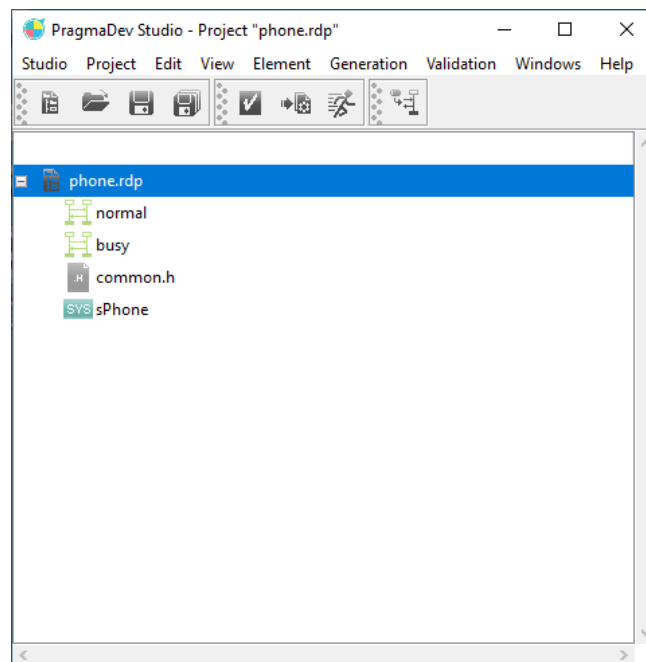 PragmaDev Studio - Project "phone.rdp"
Studio Project Edit View Element Generation Validation Windows Help
phone.rdp
normal
busy
.H common.h
SYS sPhone